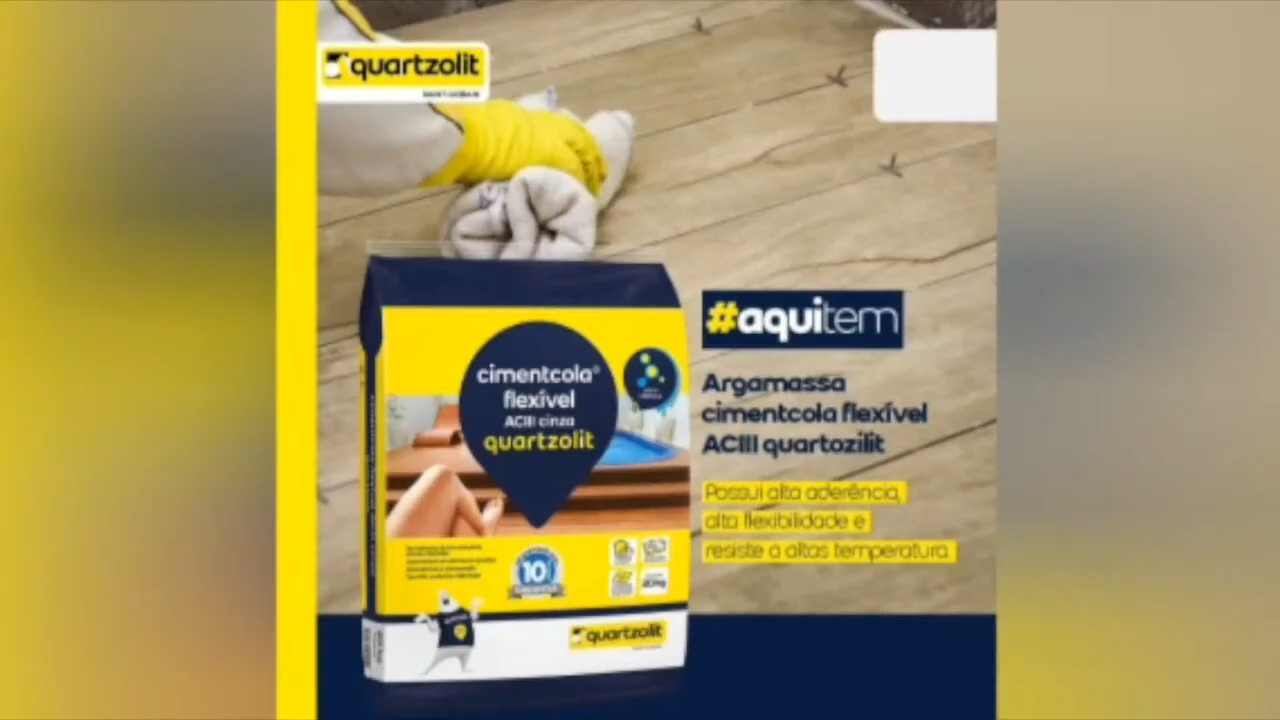 quartzolit
#aquitem
cimentcola®
flexível
ACIII cinza
quartzolit
Argamassa
cimentcola flexível
ACIII quartozilit
Possui alta aderência,
alta flexibilidade e
resiste a altas temperatura.
10
quartzolit